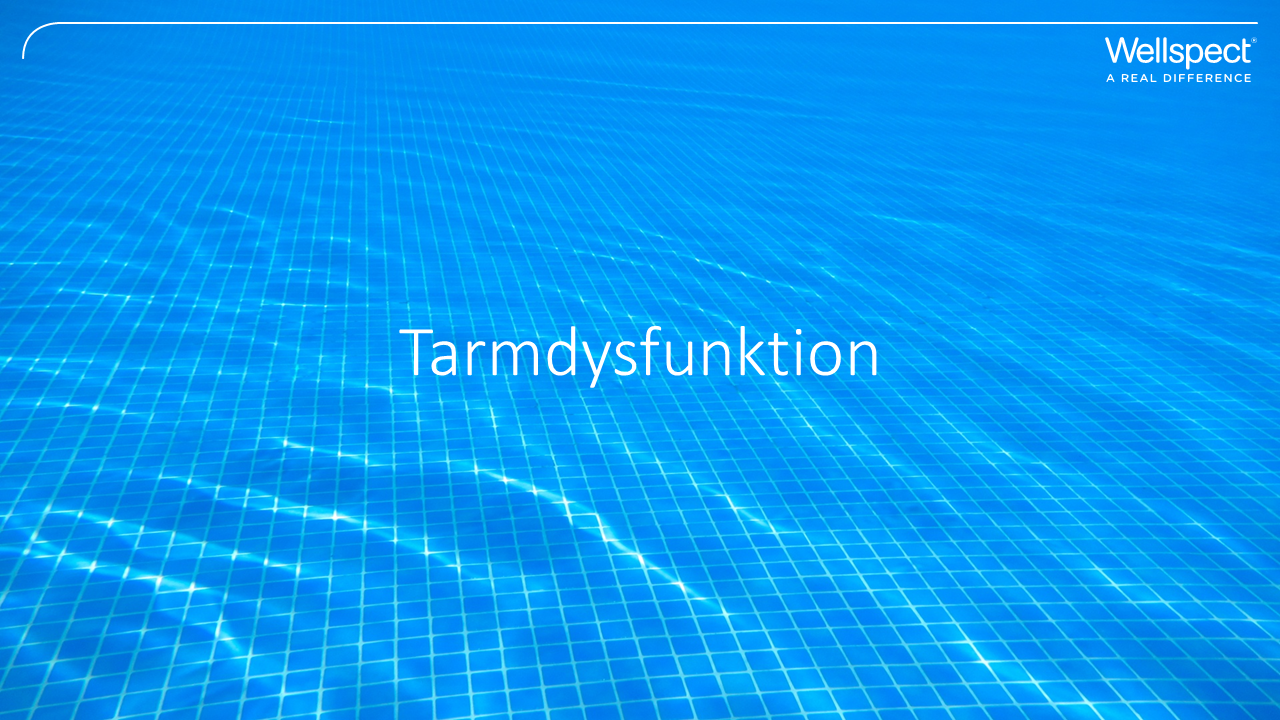 Wellspect®
A REAL DIFFERENCE
Tarmdysfunktion